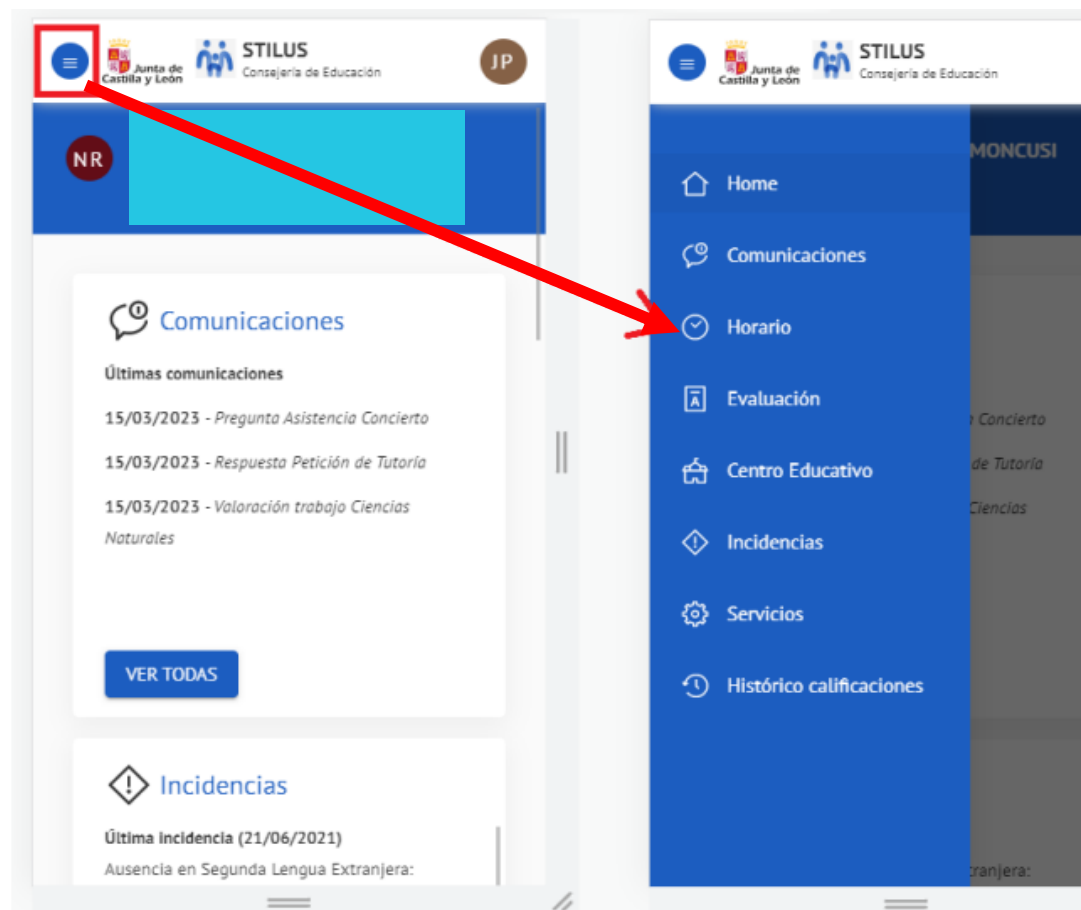 Junta de
Castilla y León
STILUS
Consejería de Educación
JP
NR
Comunicaciones
Últimas comunicaciones
15/03/2023 - Pregunta Asistencia Concierto
15/03/2023 - Respuesta Petición de Tutoría
15/03/2023 - Valoración trabajo Ciencias
Naturales
VER TODAS
Incidencias
Última incidencia (21/06/2021)
Ausencia en Segunda Lengua Extranjera:
Junta de
Castilla y León
STILUS
Consejería de Educación
MONCUSI
Home
Comunicaciones
Horario
Evaluación
Concierto
Centro Educativo
de Tutoría
Ciencias
Incidencias
Servicios
Histórico calificaciones
tranjera: